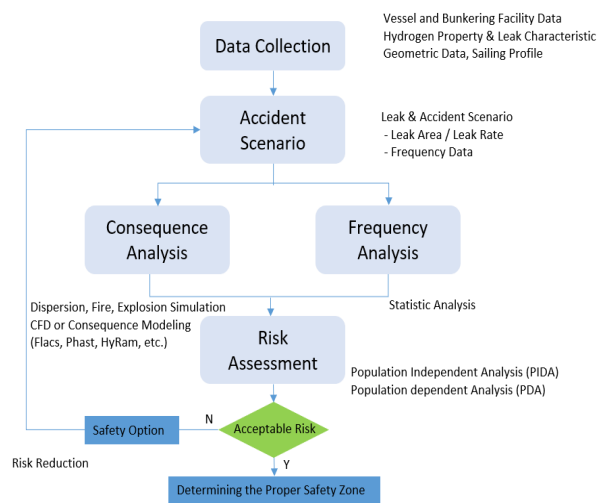 Vessel and Bunkering Facility Data
Data Collection
Hydrogen Property & Leak Characteristic
Geometric Data, Sailing Profile
Accident
Scenario
Leak & Accident Scenario
- Leak Area / Leak Rate
- Frequency Data
Consequence
Analysis
Frequency
Analysis
Dispersion, Fire, Explosion Simulation
CFD or Consequence Modeling
(Flacs, Phast, HyRam, etc.)
Statistic Analysis
Risk
Assessment
Population Independent Analysis (PIDA)
Population dependent Analysis (PDA)
Safety Option
N
Acceptable Risk
Risk Reduction
Y
Determining the Proper Safety Zone